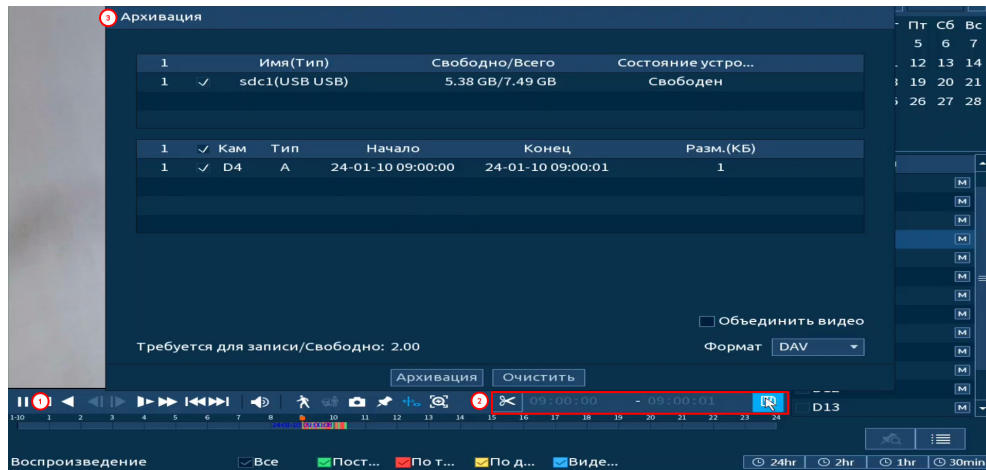 3 Архивация
Пт Сб Вс
5 6 7
12 13 14
19 20 21
26 27 28
1 Имя(Тип) Свободно/Всего Состояние устро...
1 sdc1(USB USB) 5.38 GB/7.49 GB Свободен
1 Кам Тип Начало Конец Разм.(КБ)
1 D4 A 24-01-10 09:00:00 24-01-10 09:00:01 1
M
M
M
M
M
M
M
M
M
M
M
Объединить видео
Требуется для записи/Свободно: 2.00
Формат DAV
Архивация Очистить
M
1
2 09:00:00 - 09:00:01
D13 M
1-10 1 2 3 4 5 6 7 8 9 10 11 12 13 14 15 16 17 18 19 20 21 22 23 24
Воспроизведение Все Пост... По т... По д... Виде... 24hr 2hr 1hr 30min